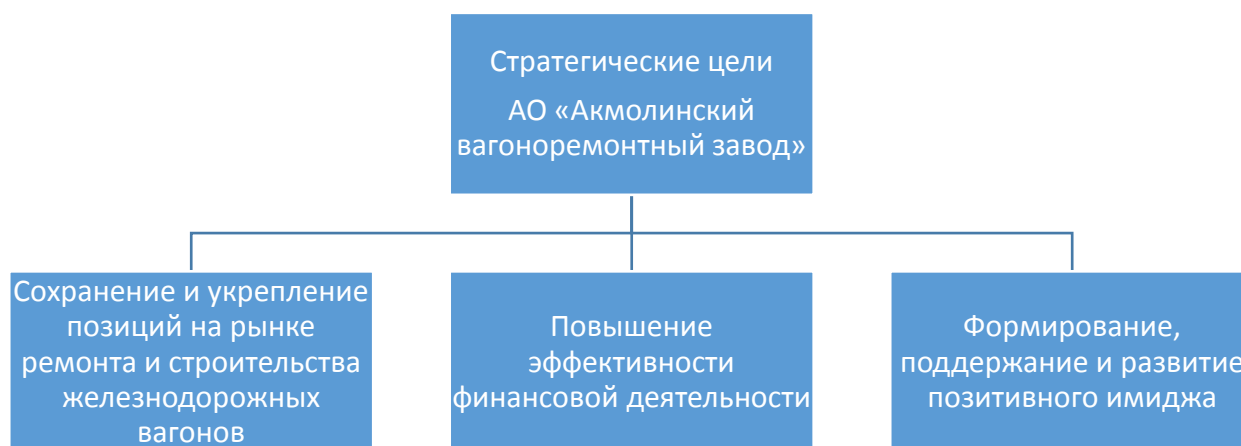 Стратегические цели
АО «Акмолинский
вагоноремонтный завод»
Сохранение и укрепление
позиций на рынке
ремонта и строительства
железнодорожных
вагонов
Повышение
эффективности
финансовой деятельности
Формирование,
поддержание и развитие
позитивного имиджа